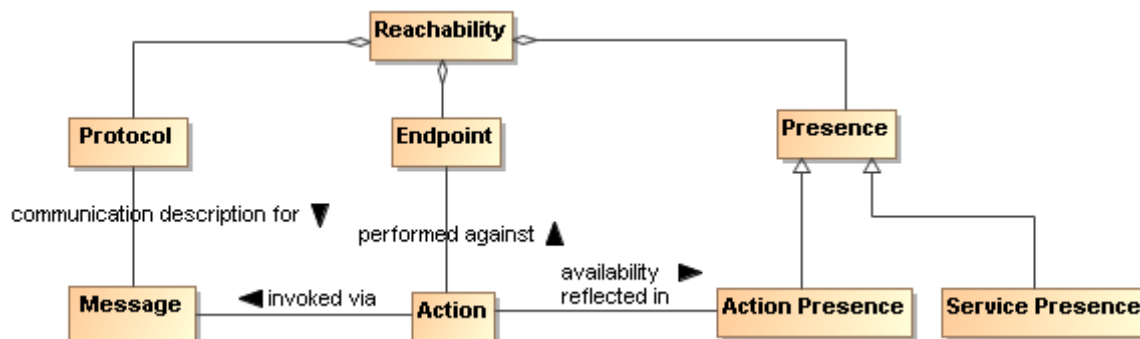 Reachability
Protocol
Endpoint
Presence
communication description for
performed against
availability
reflected in
Message
invoked via
Action
Action Presence
Service Presence